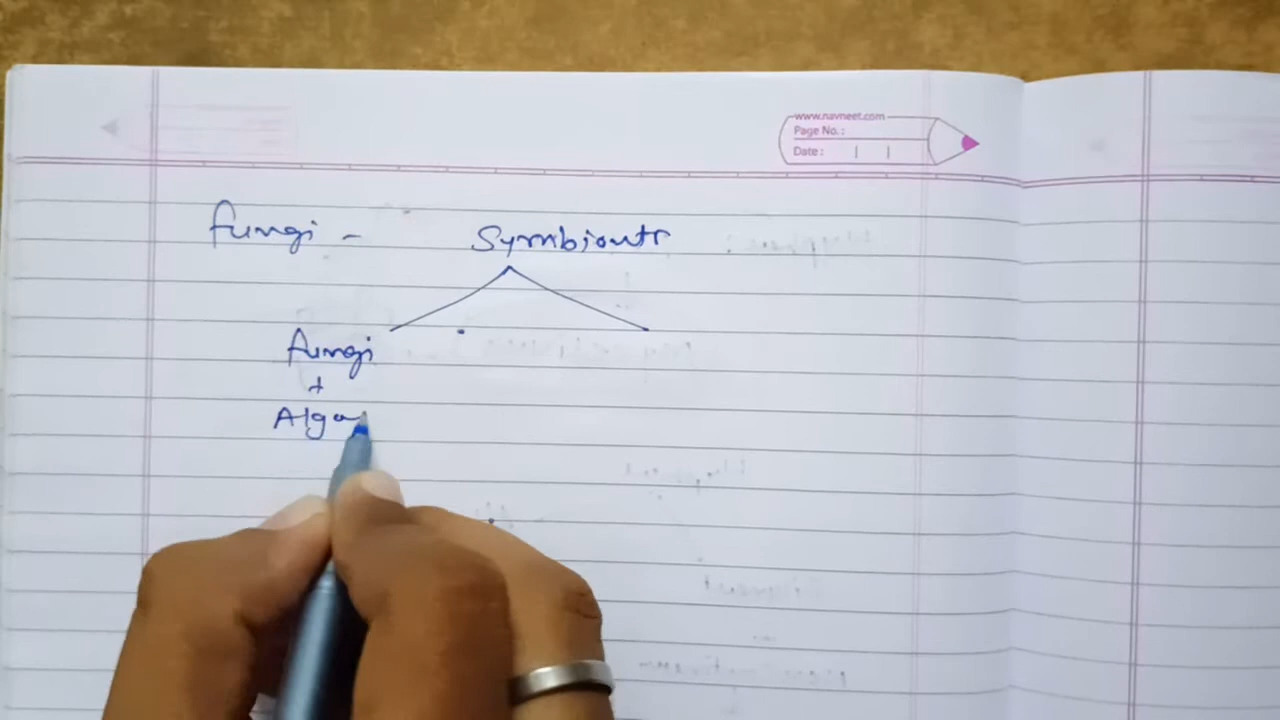 www.navneet.com
Page No. :
Date :
fungi - Symbionts
fungi
+
Alga